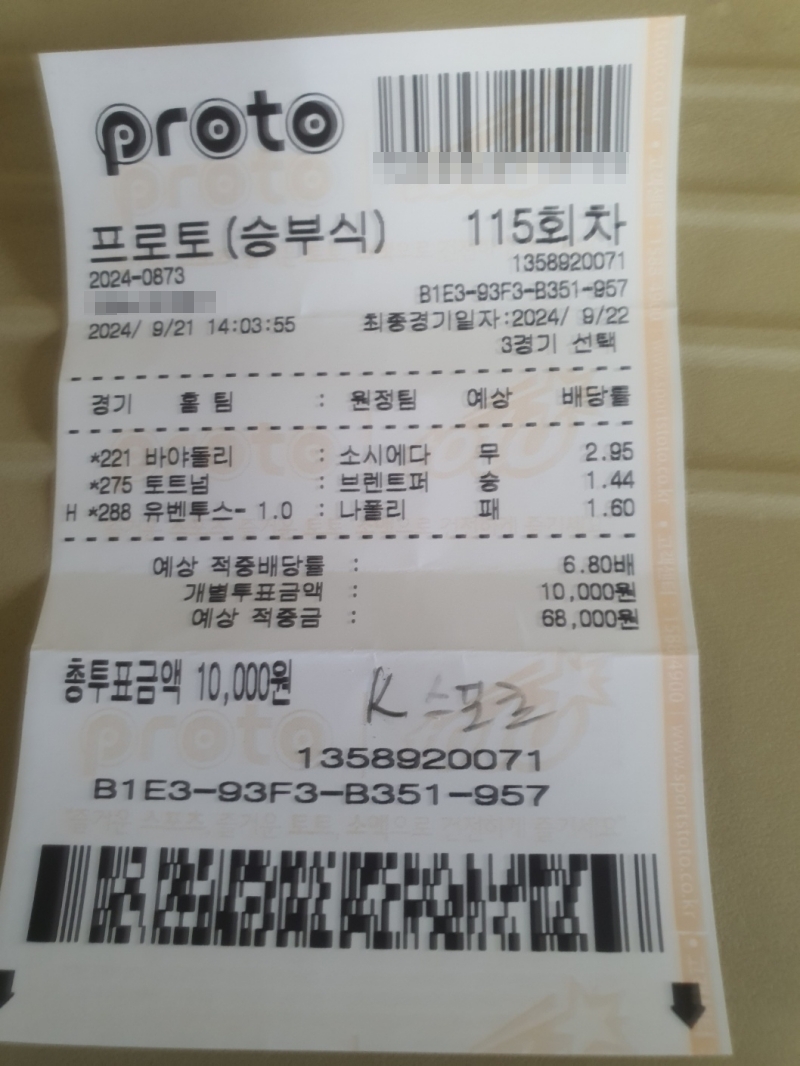 proto
프로토(승부식) 115회차
2024-0873 1358920071
B1E3-93F3-B351-957
2024/ 9/21 14:03:55 최종경기일자:2024/ 9/22
3경기 선택
경기 홈팀 : 원정팀 예상 배당률
*221 바야돌리 : 소시에다 무 2.95
*275 토트넘 : 브렌트퍼 승 1.44
H *288 유벤투스- 1.0 : 나폴리 패 1.60
예상 적중배당률 : 6.80배
개별투표금액 : 10,000원
예상 적중금 : 68,000원
총투표금액 10,000원 K 스포츠
1358920071
B1E3-93F3-B351-957
www.sportstoto.co.kr